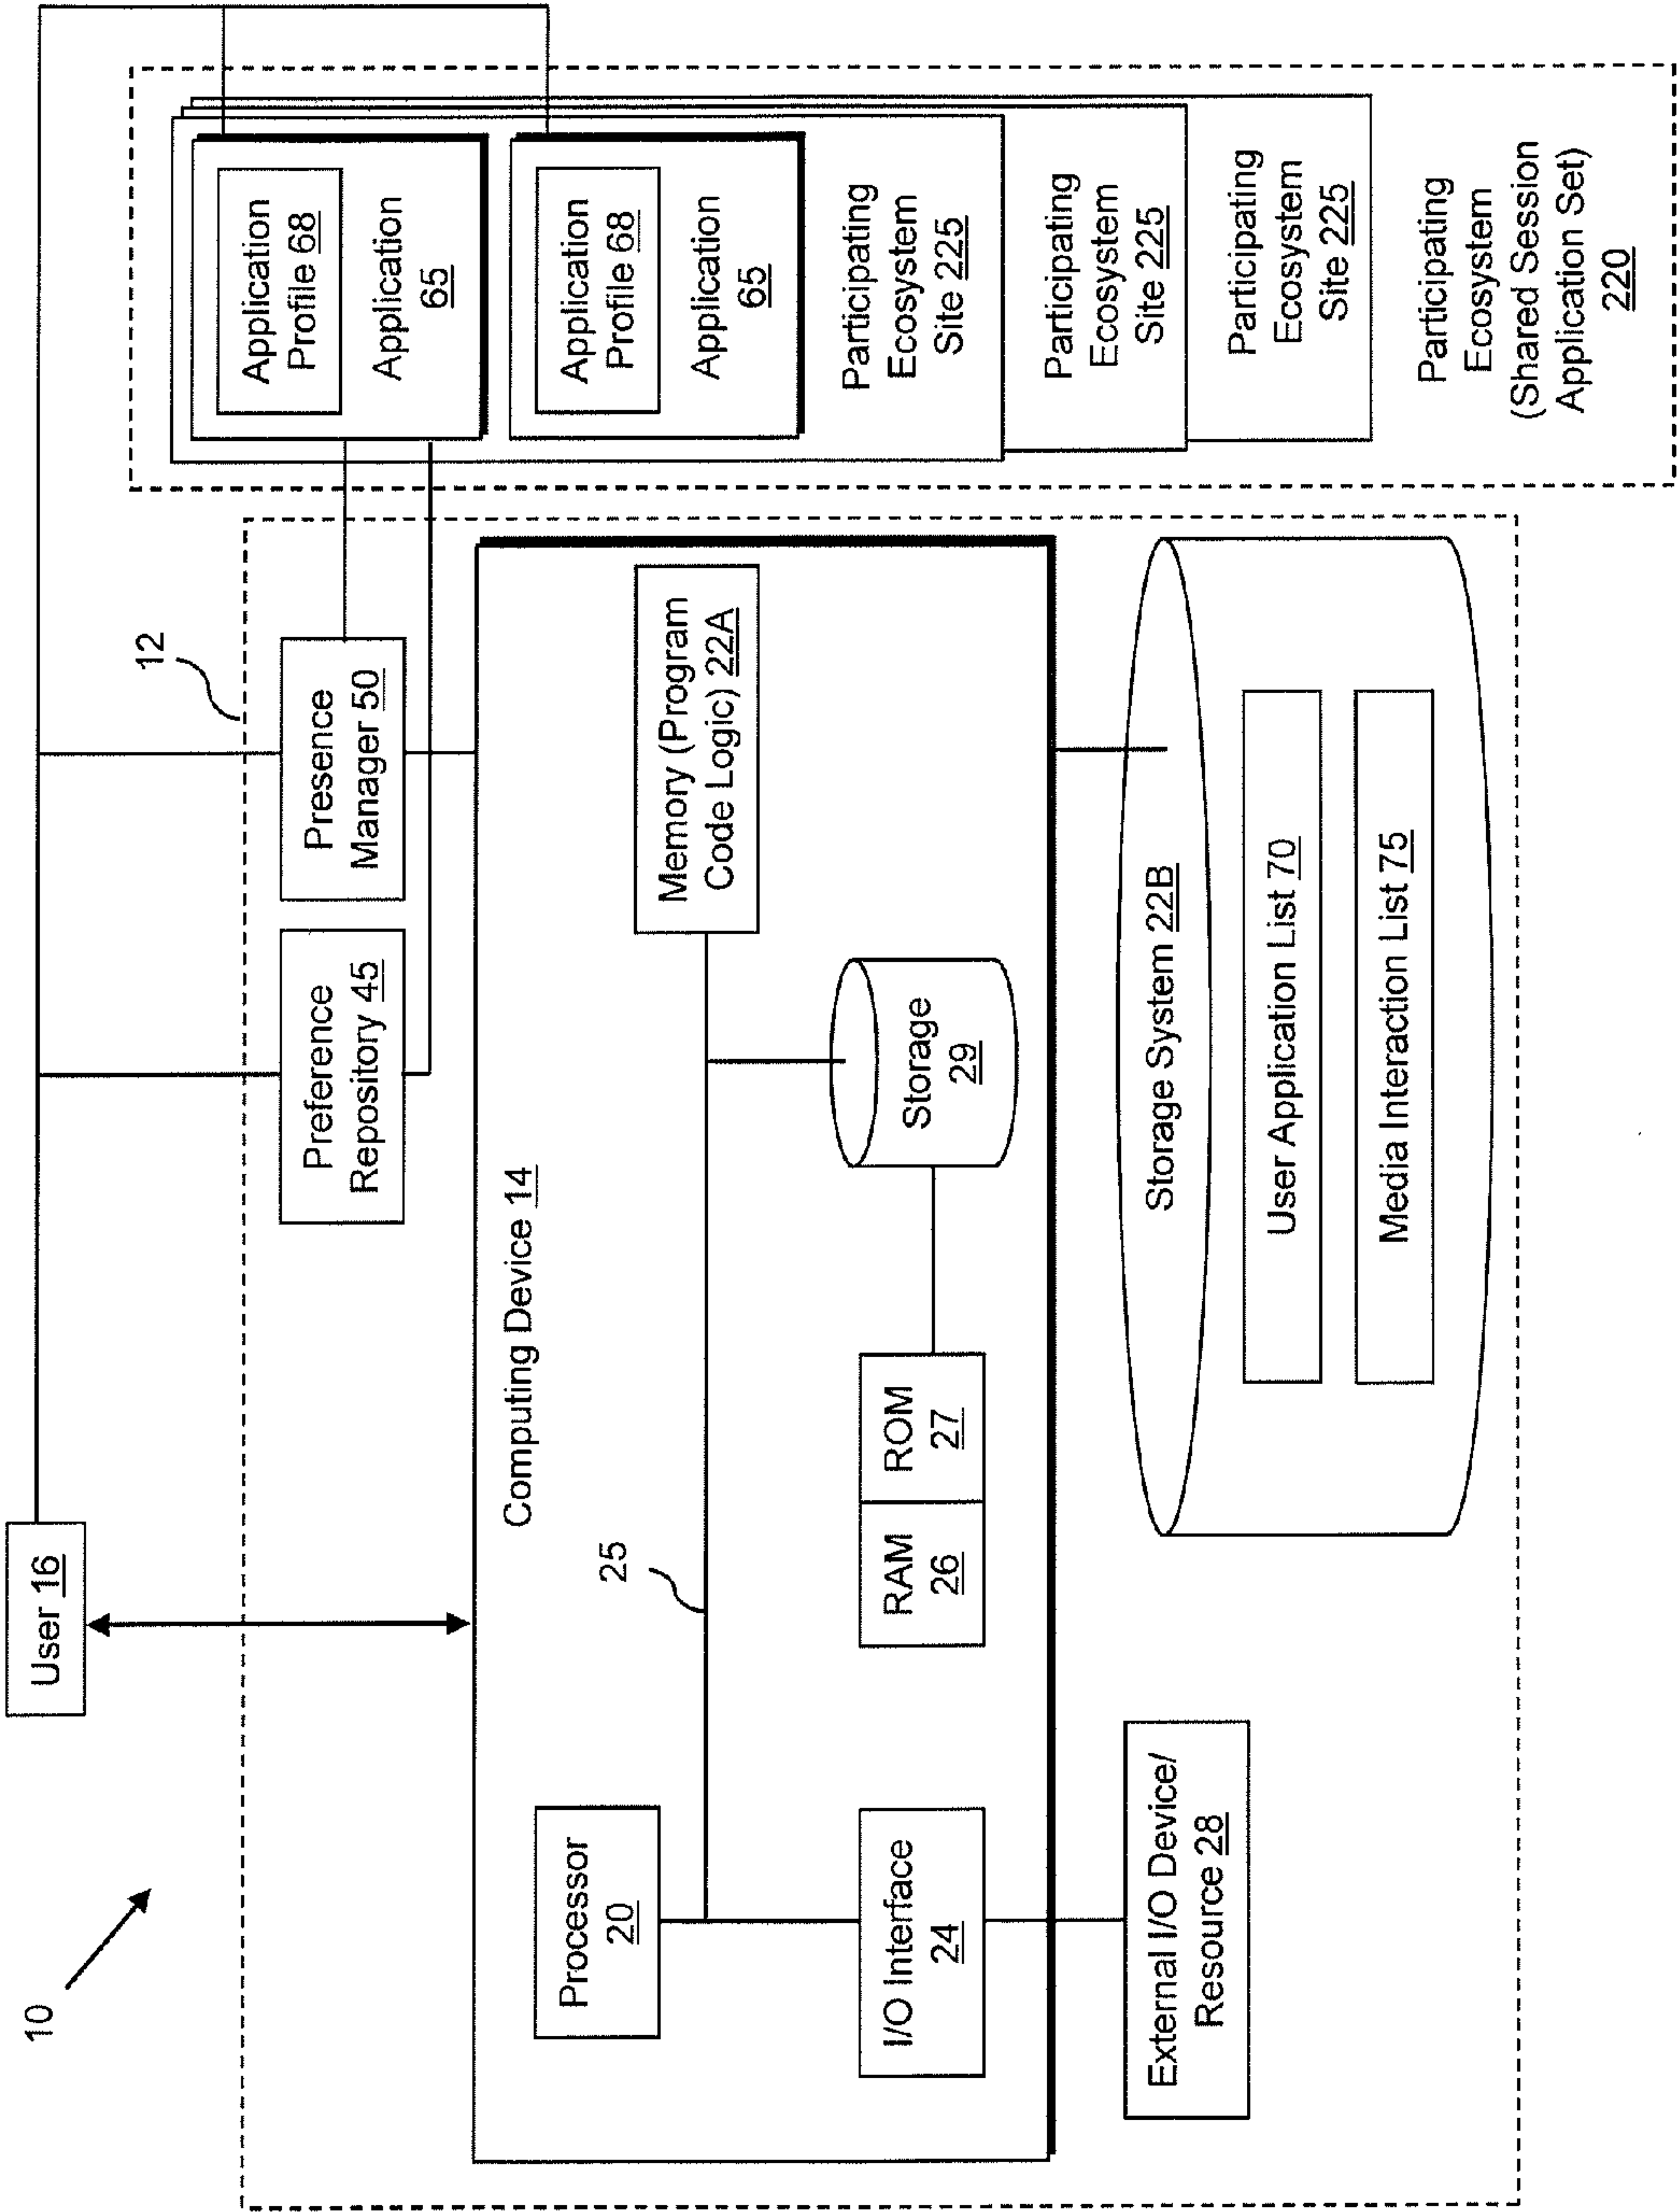 10
User 16
12
Preference
Repository 45
Presence
Manager 50
Computing Device 14
Processor
20
25
Memory (Program
Code Logic) 22A
I/O Interface
24
RAM
26
ROM
27
Storage
29
External I/O Device/
Resource 28
Storage System 22B
User Application List 70
Media Interaction List 75
Application
Profile 68
Application
65
Application
Profile 68
Application
65
Participating
Ecosystem
Site 225
Participating
Ecosystem
Site 225
Participating
Ecosystem
Site 225
Participating
Ecosystem
(Shared Session
Application Set)
220